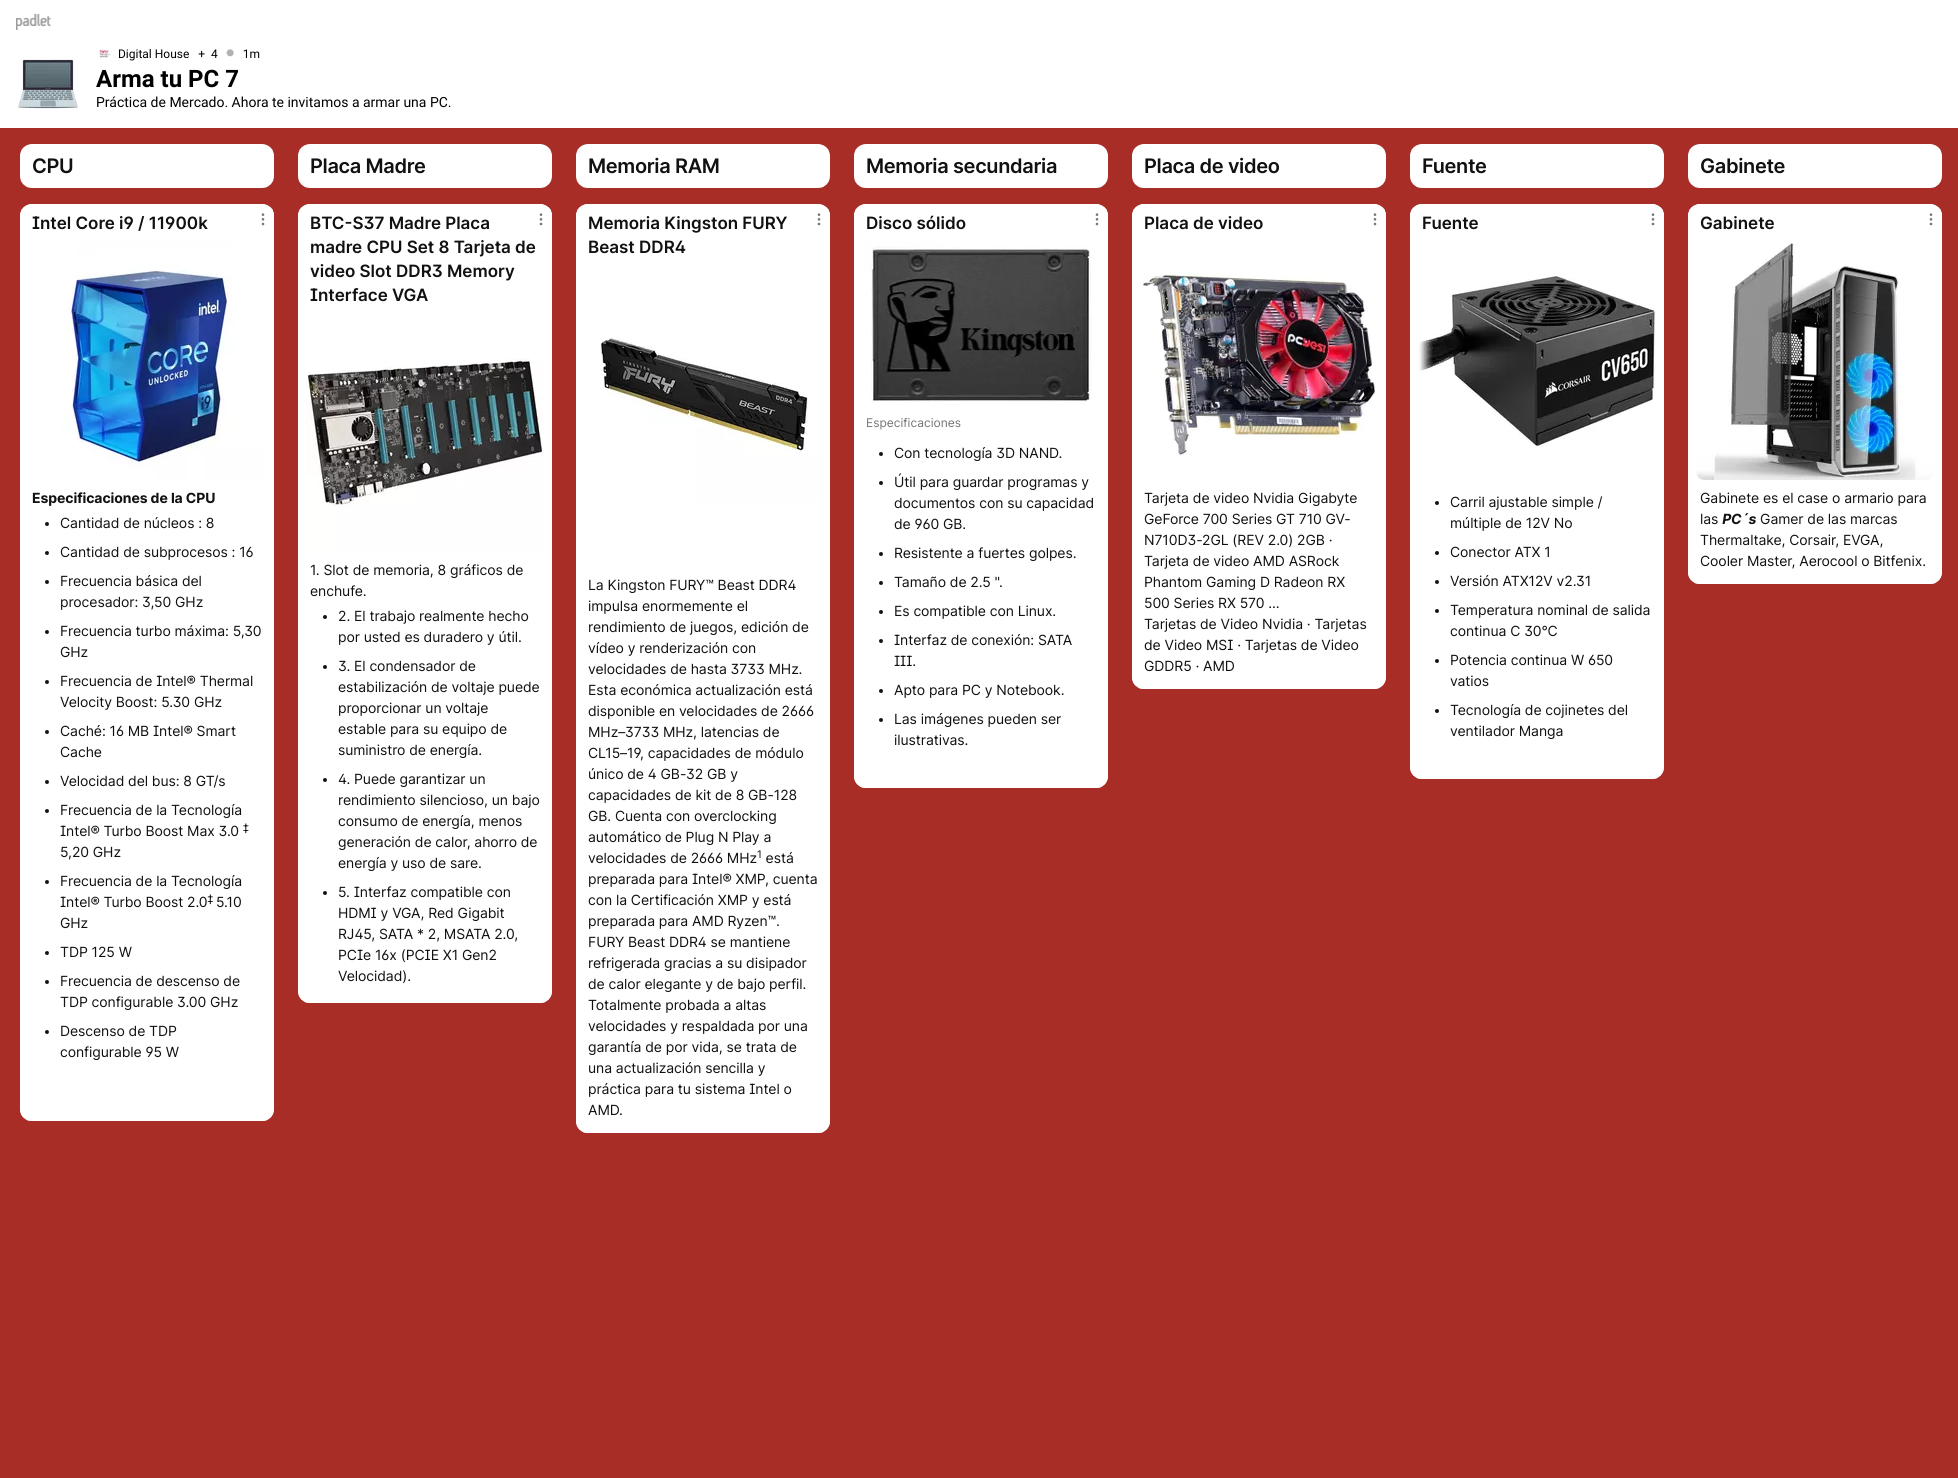 padlet
Digital House + 4 1m
Arma tu PC 7
Práctica de Mercado. Ahora te invitamos a armar una PC.
CPU
Intel Core i9 / 11900k
intel.
CORE
UNLOCKED
i9
Especificaciones de la CPU
• Cantidad de núcleos : 8
• Cantidad de subprocesos : 16
• Frecuencia básica del
procesador: 3,50 GHz
• Frecuencia turbo máxima: 5,30
GHz
• Frecuencia de Intel® Thermal
Velocity Boost: 5.30 GHz
• Caché: 16 MB Intel® Smart
Cache
• Velocidad del bus: 8 GT/s
• Frecuencia de la Tecnología
Intel® Turbo Boost Max 3.0 ‡
5,20 GHz
• Frecuencia de la Tecnología
Intel® Turbo Boost 2.0‡ 5.10
GHz
• TDP 125 W
• Frecuencia de descenso de
TDP configurable 3.00 GHz
• Descenso de TDP
configurable 95 W
Placa Madre
BTC-S37 Madre Placa
madre CPU Set 8 Tarjeta de
video Slot DDR3 Memory
Interface VGA
1. Slot de memoria, 8 gráficos de
enchufe.
• 2. El trabajo realmente hecho
por usted es duradero y útil.
• 3. El condensador de
estabilización de voltaje puede
proporcionar un voltaje
estable para su equipo de
suministro de energía.
• 4. Puede garantizar un
rendimiento silencioso, un bajo
consumo de energía, menos
generación de calor, ahorro de
energía y uso de sare.
• 5. Interfaz compatible con
HDMI y VGA, Red Gigabit
RJ45, SATA * 2, MSATA 2.0,
PCIe 16x (PCIE X1 Gen2
Velocidad).
Memoria RAM
Memoria Kingston FURY
Beast DDR4
FURY
BEAST
DDR4
La Kingston FURY™ Beast DDR4
impulsa enormemente el
rendimiento de juegos, edición de
vídeo y renderización con
velocidades de hasta 3733 MHz.
Esta económica actualización está
disponible en velocidades de 2666
MHz–3733 MHz, latencias de
CL15–19, capacidades de módulo
único de 4 GB-32 GB y
capacidades de kit de 8 GB-128
GB. Cuenta con overclocking
automático de Plug N Play a
velocidades de 2666 MHz¹ está
preparada para Intel® XMP, cuenta
con la Certificación XMP y está
preparada para AMD Ryzen™.
FURY Beast DDR4 se mantiene
refrigerada gracias a su disipador
de calor elegante y de bajo perfil.
Totalmente probada a altas
velocidades y respaldada por una
garantía de por vida, se trata de
una actualización sencilla y
práctica para tu sistema Intel o
AMD.
Memoria secundaria
Disco sólido
Kingston
Especificaciones
• Con tecnología 3D NAND.
• Útil para guardar programas y
documentos con su capacidad
de 960 GB.
• Resistente a fuertes golpes.
• Tamaño de 2.5 ".
• Es compatible con Linux.
• Interfaz de conexión: SATA
III.
• Apto para PC y Notebook.
• Las imágenes pueden ser
ilustrativas.
Placa de video
Placa de video
PCYES!
Tarjeta de video Nvidia Gigabyte
GeForce 700 Series GT 710 GV-
N710D3-2GL (REV 2.0) 2GB ·
Tarjeta de video AMD ASRock
Phantom Gaming D Radeon RX
500 Series RX 570 ...
Tarjetas de Video Nvidia · Tarjetas
de Video MSI · Tarjetas de Video
GDDR5 · AMD
Fuente
Fuente
CORSAIR CV650
• Carril ajustable simple /
múltiple de 12V No
• Conector ATX 1
• Versión ATX12V v2.31
• Temperatura nominal de salida
continua C 30°C
• Potencia continua W 650
vatios
• Tecnología de cojinetes del
ventilador Manga
Gabinete
Gabinete
Gabinete es el case o armario para
las PC´s Gamer de las marcas
Thermaltake, Corsair, EVGA,
Cooler Master, Aerocool o Bitfenix.